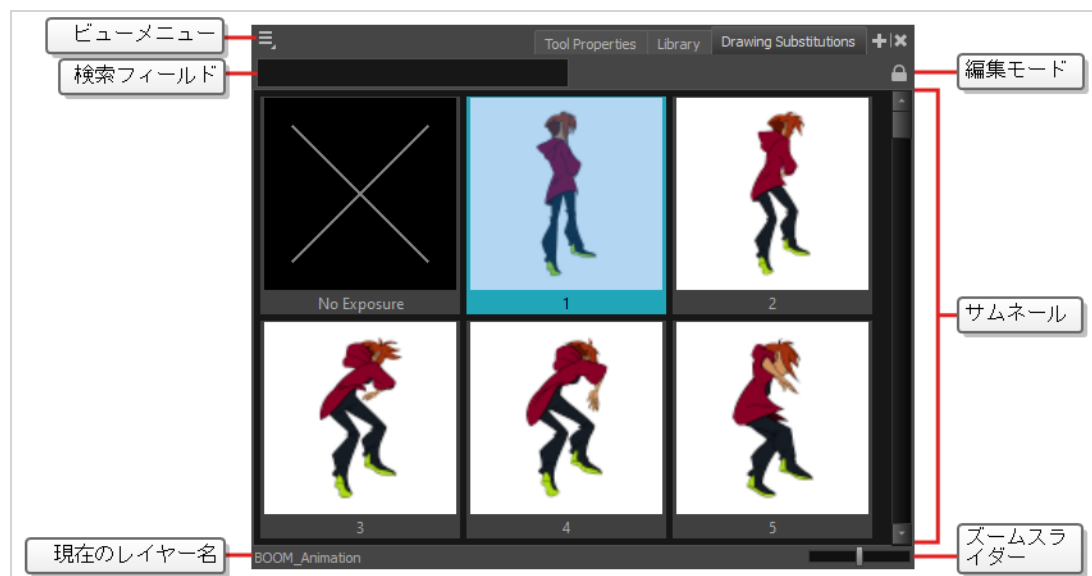 ビューメニュー
Tool Properties Library Drawing Substitutions
検索フィールド
編集モード
No Exposure 1 2
サムネール
3 4 5
現在のレイヤー名
BOOM_Animation
ズームスラ
イダー